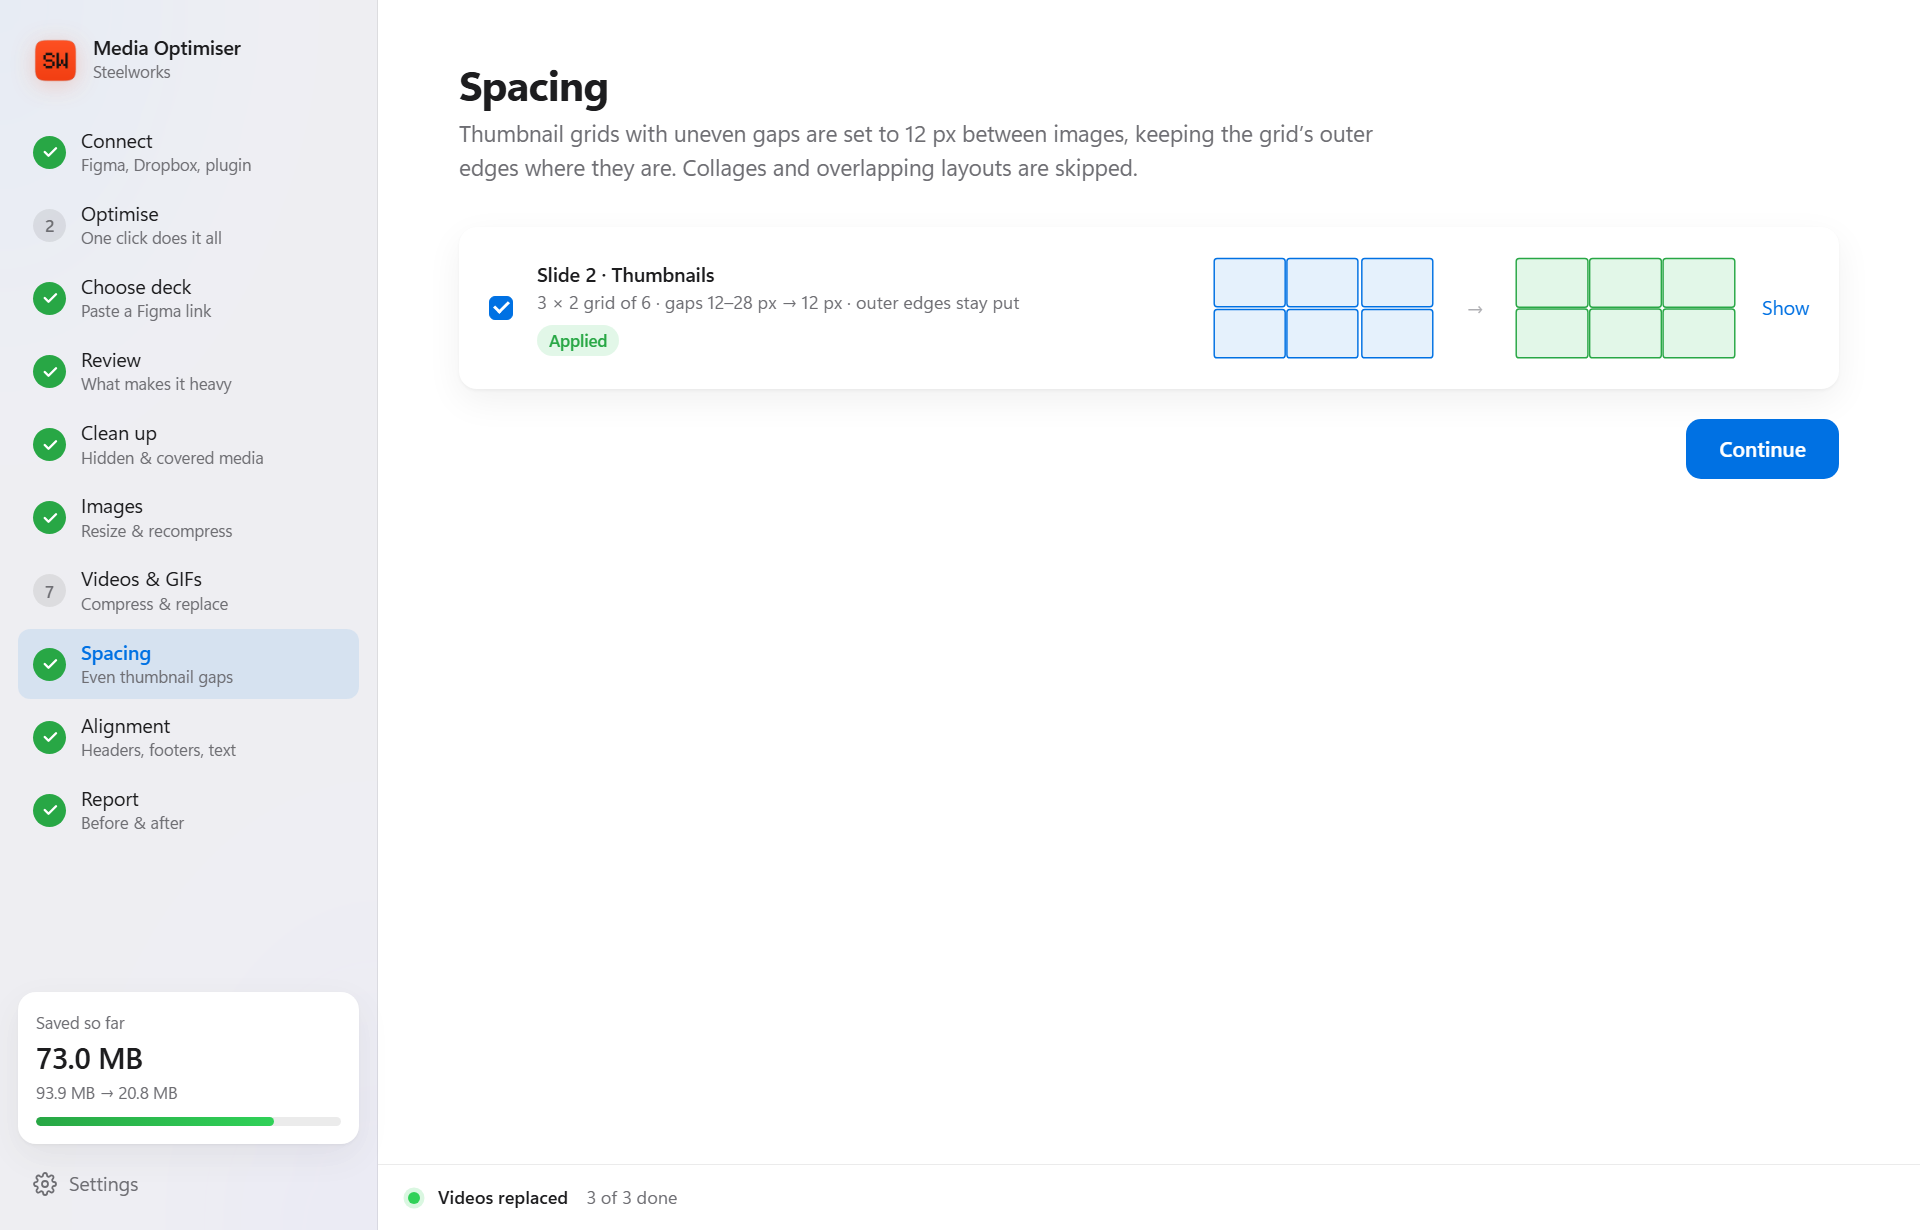 SW
Media Optimiser
Steelworks
Connect
Figma, Dropbox, plugin
2
Optimise
One click does it all
Choose deck
Paste a Figma link
Review
What makes it heavy
Clean up
Hidden & covered media
Images
Resize & recompress
7
Videos & GIFs
Compress & replace
Spacing
Even thumbnail gaps
Alignment
Headers, footers, text
Report
Before & after
Saved so far
73.0 MB
93.9 MB → 20.8 MB
Settings
Spacing
Thumbnail grids with uneven gaps are set to 12 px between images, keeping the grid’s outer
edges where they are. Collages and overlapping layouts are skipped.
Slide 2 · Thumbnails
3 × 2 grid of 6 · gaps 12–28 px → 12 px · outer edges stay put
Applied
→
Show
Continue
Videos replaced 3 of 3 done